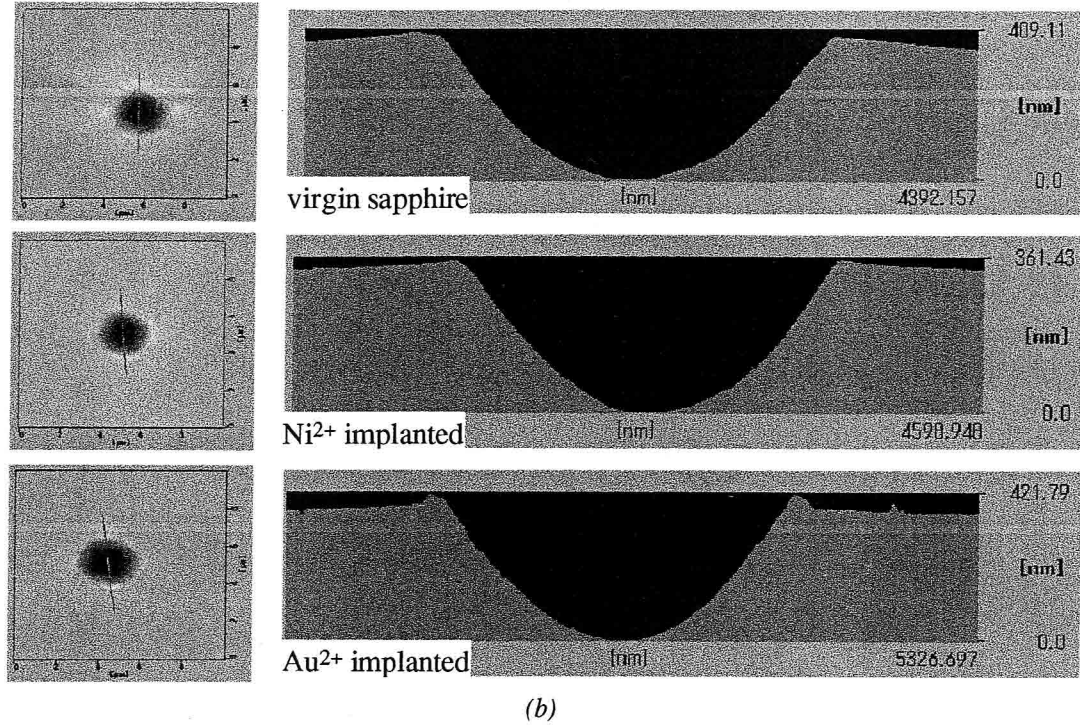 409.11
[nm]
0.0
virgin sapphire
[nm]
4392.157
361.43
[nm]
0.0
Ni²⁺ implanted
[nm]
4590.940
421.79
[nm]
0.0
Au²⁺ implanted
[nm]
5326.697
(b)